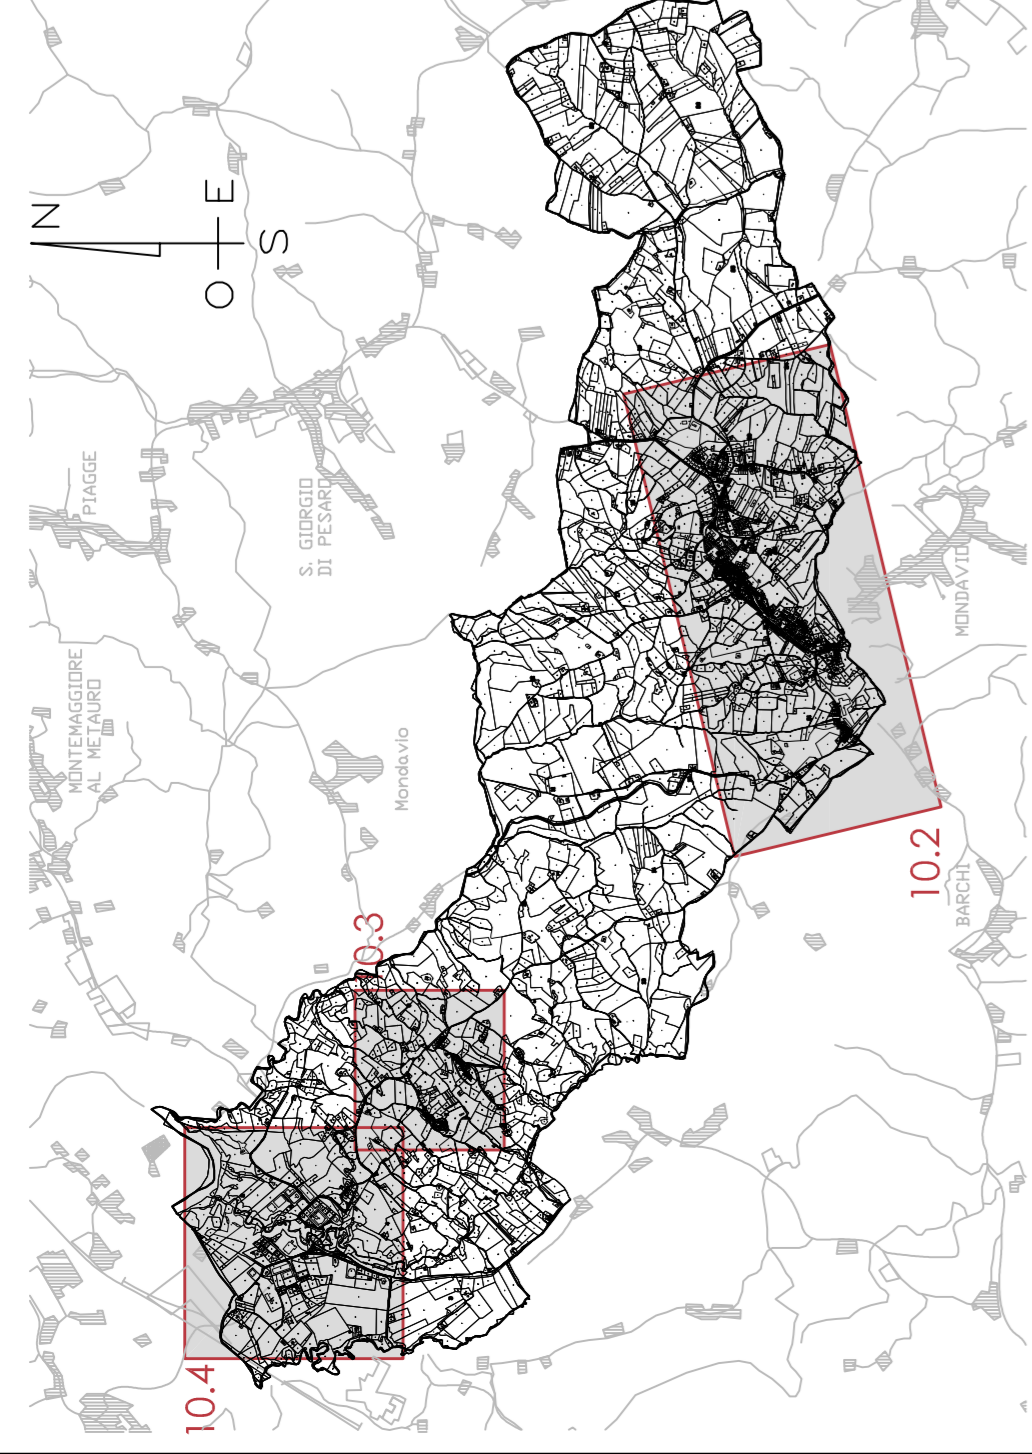 N
O
E
S
PIAGGE
S. GIORGIO
DI PESARO
MONTEMAGGIORE
AL METAURO
Mondavio
10.3
10.4
10.2
MONDAVIO
BARCHI